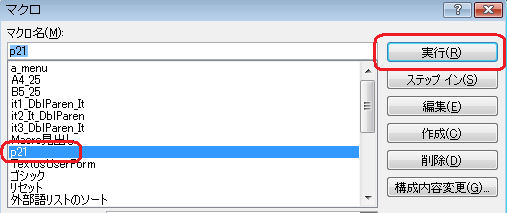 マクロ
?
マクロ名(M):
p21
実行(R)
a_menu
A4_25
B5_25
it1_DblParen_It
it2_It_DblParen
it3_DblParen_It
Macro見出し
p21
TextUsUserForm
ゴシック
リセット
外部語リストのソート
ステップ イン(S)
編集(E)
作成(C)
削除(D)
構成内容変更(G)...